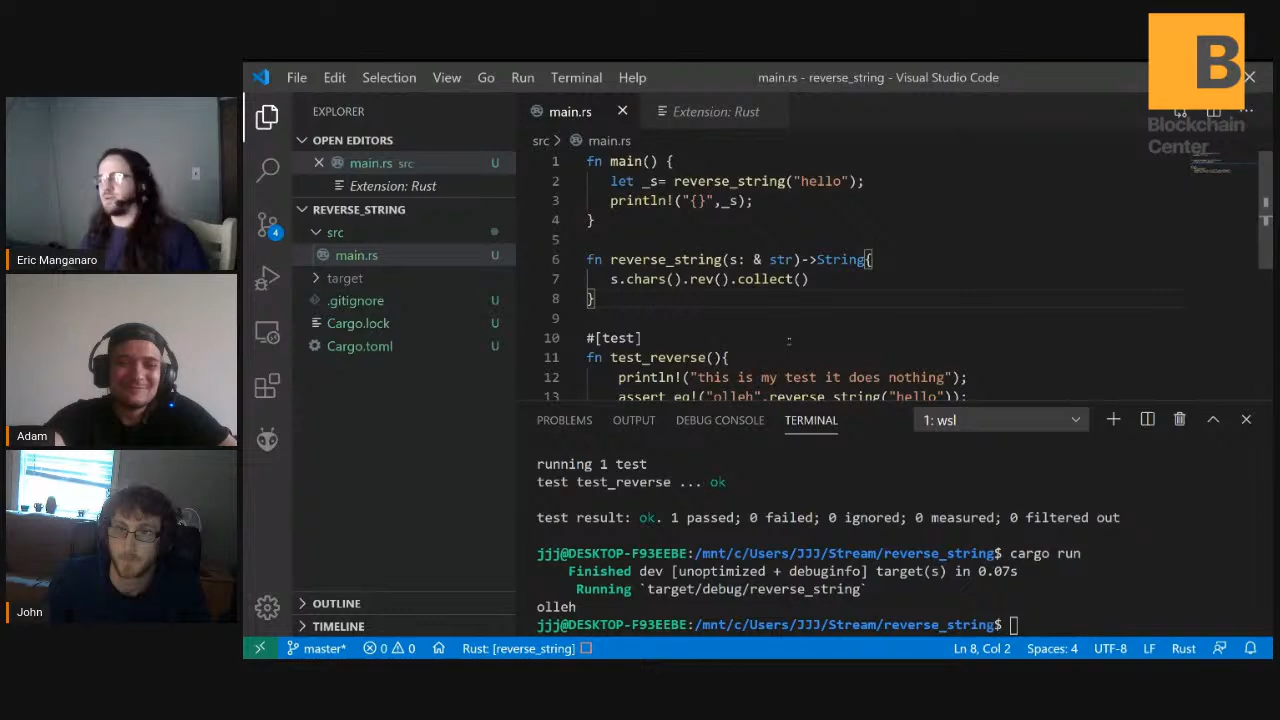 B
Blockchain
Center
Eric Manganaro
Adam
John
File Edit Selection View Go Run Terminal Help
main.rs - reverse_string - Visual Studio Code
EXPLORER
OPEN EDITORS
main.rs src U
Extension: Rust
REVERSE_STRING
src
main.rs U
target
.gitignore U
Cargo.lock U
Cargo.toml U
OUTLINE
TIMELINE
4
main.rs
Extension: Rust
src > main.rs
1 fn main() {
2 let _s= reverse_string("hello");
3 println!("{}",_s);
4 }
5
6 fn reverse_string(s: & str)->String{
7 s.chars().rev().collect()
8 }
9
10 #[test]
11 fn test_reverse(){
12 println!("this is my test it does nothing");
13 assert_eq!("olleh",reverse_string("hello"));
PROBLEMS OUTPUT DEBUG CONSOLE TERMINAL
1: wsl
running 1 test
test test_reverse ... ok
test result: ok. 1 passed; 0 failed; 0 ignored; 0 measured; 0 filtered out
jjj@DESKTOP-F93EEBE:/mnt/c/Users/JJJ/Stream/reverse_string$ cargo run
Finished dev [unoptimized + debuginfo] target(s) in 0.07s
Running `target/debug/reverse_string`
olleh
jjj@DESKTOP-F93EEBE:/mnt/c/Users/JJJ/Stream/reverse_string$
master* 0 0 Rust: [reverse_string] Ln 8, Col 2 Spaces: 4 UTF-8 LF Rust